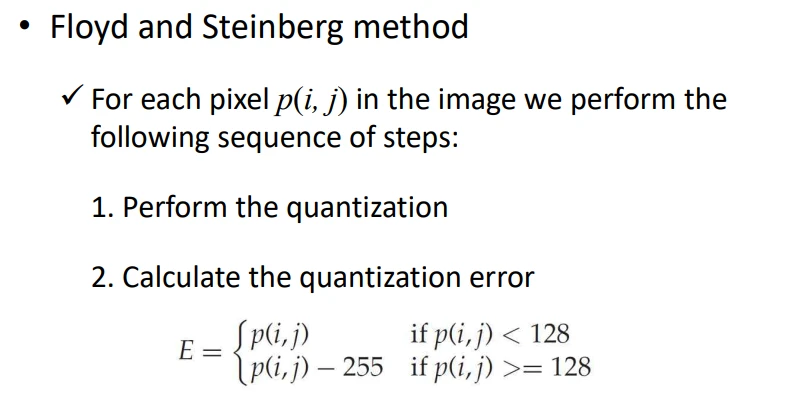 • Floyd and Steinberg method
✓ For each pixel p(i, j) in the image we perform the
following sequence of steps:
1. Perform the quantization
2. Calculate the quantization error
E = { p(i, j) if p(i, j) < 128
p(i, j) − 255 if p(i, j) >= 128